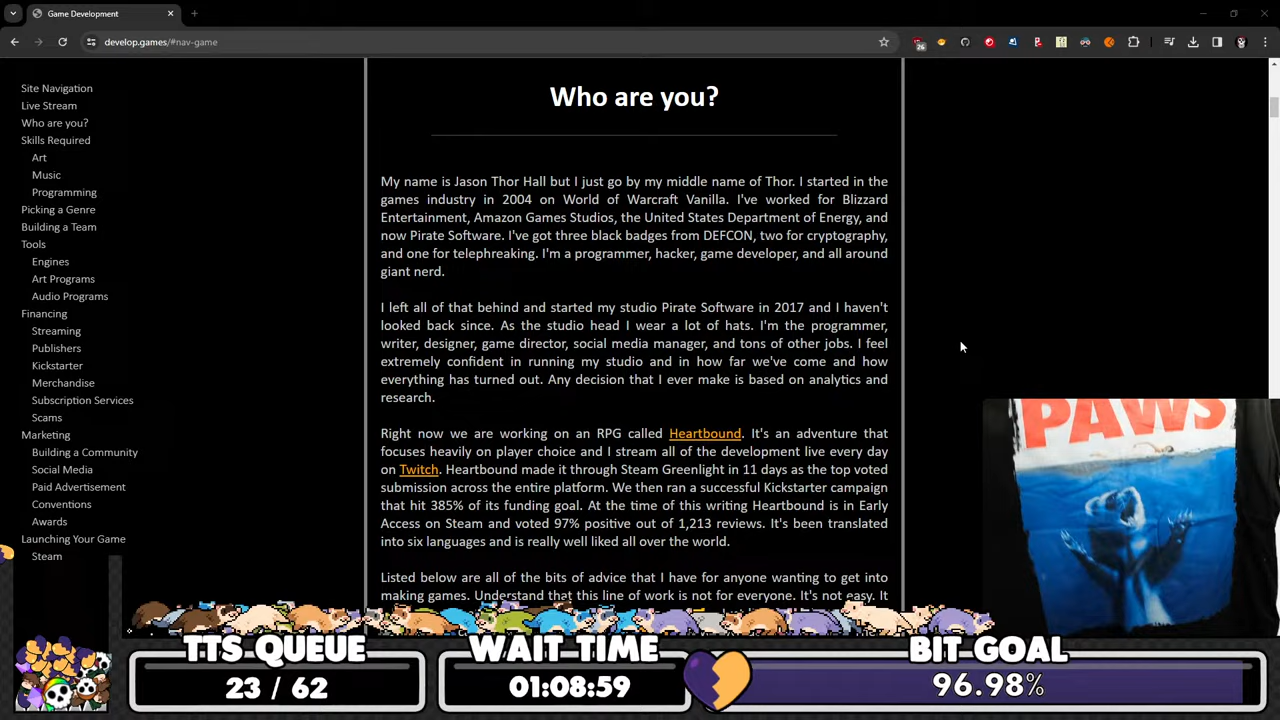 Game Development
develop.games/#nav-game
26
Site Navigation
Live Stream
Who are you?
Skills Required
Art
Music
Programming
Picking a Genre
Building a Team
Tools
Engines
Art Programs
Audio Programs
Financing
Streaming
Publishers
Kickstarter
Merchandise
Subscription Services
Scams
Marketing
Building a Community
Social Media
Paid Advertisement
Conventions
Awards
Launching Your Game
Steam
Who are you?
My name is Jason Thor Hall but I just go by my middle name of Thor. I started in the
games industry in 2004 on World of Warcraft Vanilla. I've worked for Blizzard
Entertainment, Amazon Games Studios, the United States Department of Energy, and
now Pirate Software. I've got three black badges from DEFCON, two for cryptography,
and one for telephreaking. I'm a programmer, hacker, game developer, and all around
giant nerd.
I left all of that behind and started my studio Pirate Software in 2017 and I haven't
looked back since. As the studio head I wear a lot of hats. I'm the programmer,
writer, designer, game director, social media manager, and tons of other jobs. I feel
extremely confident in running my studio and in how far we've come and how
everything has turned out. Any decision that I ever make is based on analytics and
research.
Right now we are working on an RPG called Heartbound. It's an adventure that
focuses heavily on player choice and I stream all of the development live every day
on Twitch. Heartbound made it through Steam Greenlight in 11 days as the top voted
submission across the entire platform. We then ran a successful Kickstarter campaign
that hit 385% of its funding goal. At the time of this writing Heartbound is in Early
Access on Steam and voted 97% positive out of 1,213 reviews. It's been translated
into six languages and is really well liked all over the world.
Listed below are all of the bits of advice that I have for anyone wanting to get into
making games. Understand that this line of work is not for everyone. It's not easy. It
PAWS
TTS QUEUE
23 / 62
WAIT TIME
01:08:59
BIT GOAL
96.98%